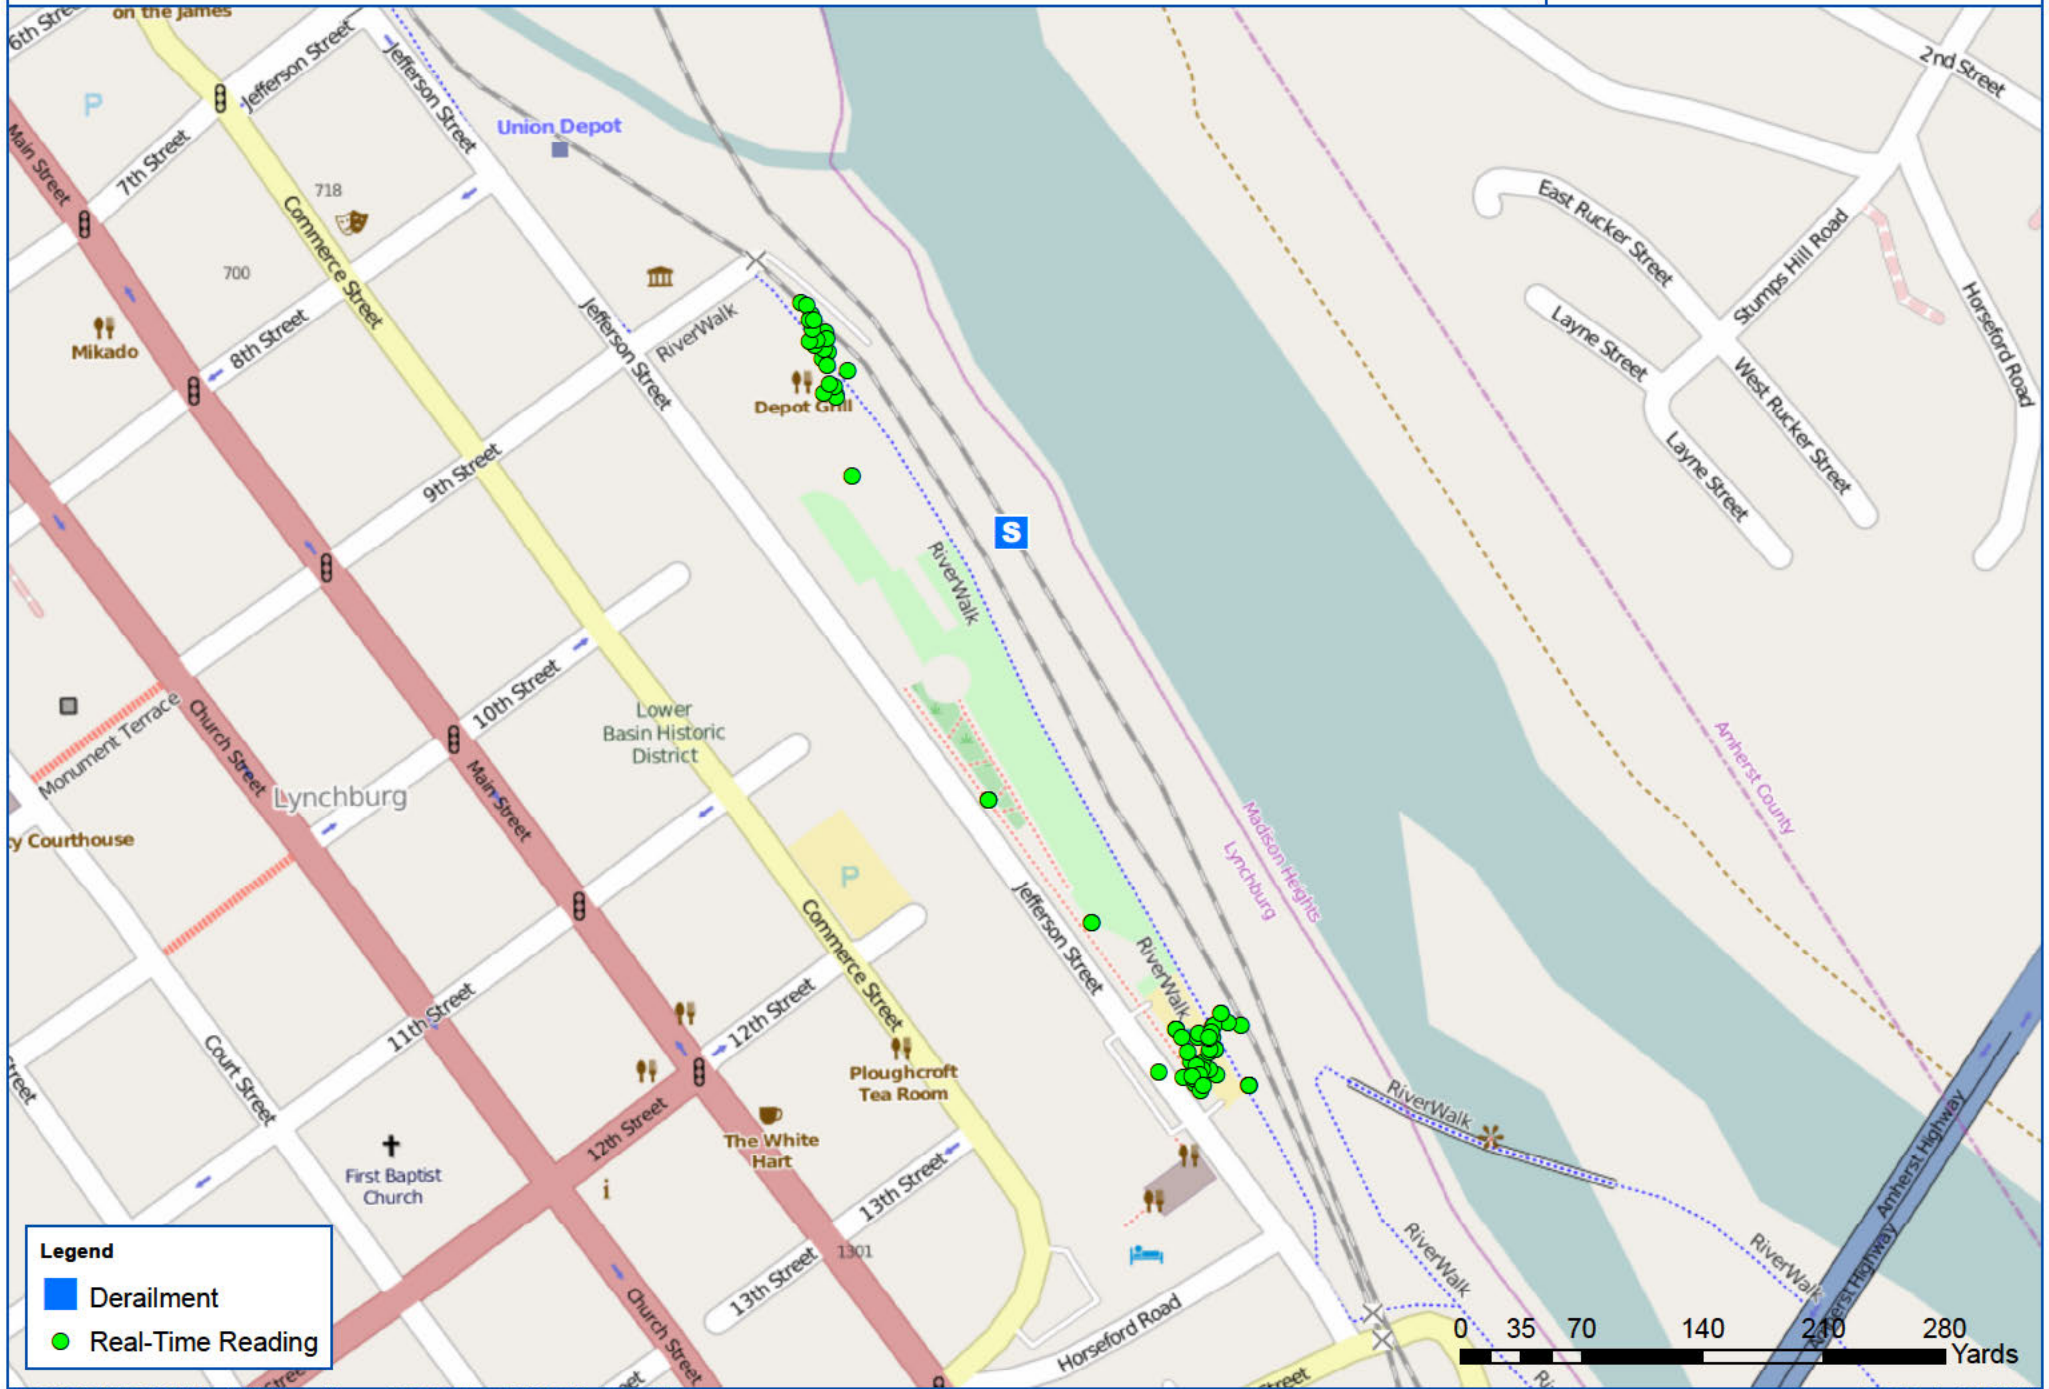 on the James
6th Stre
Jefferson Street
Jefferson Street
2nd Street
P
Union Depot
Main Street
7th Street
718
East Rucker Street
Commerce Street
Stumps Hill Road
700
Horseford Road
Jefferson Street
RiverWalk
Layne Street
Mikado
8th Street
West Rucker Street
Depot Grill
9th Street
Layne Street
S
RiverWalk
10th Street
Monument Terrace
Church Street
Lower
Basin Historic
District
Amherst County
Main Street
Lynchburg
Madison Heights
Lynchburg
y Courthouse
P
Jefferson Street
Commerce Street
RiverWalk
11th Street
12th Street
Court Street
treet
Ploughcroft
Tea Room
RiverWalk
Amherst Highway
12th Street
The White
Hart
First Baptist
Church
i
13th Street
RiverWalk
RiverWalk
Amherst Highway
1301
13th Street
Church Street
Horseford Road
Legend
Derailment
Real-Time Reading
0 35 70 140 210 280
Yards
Stree
eet
Street
Ri